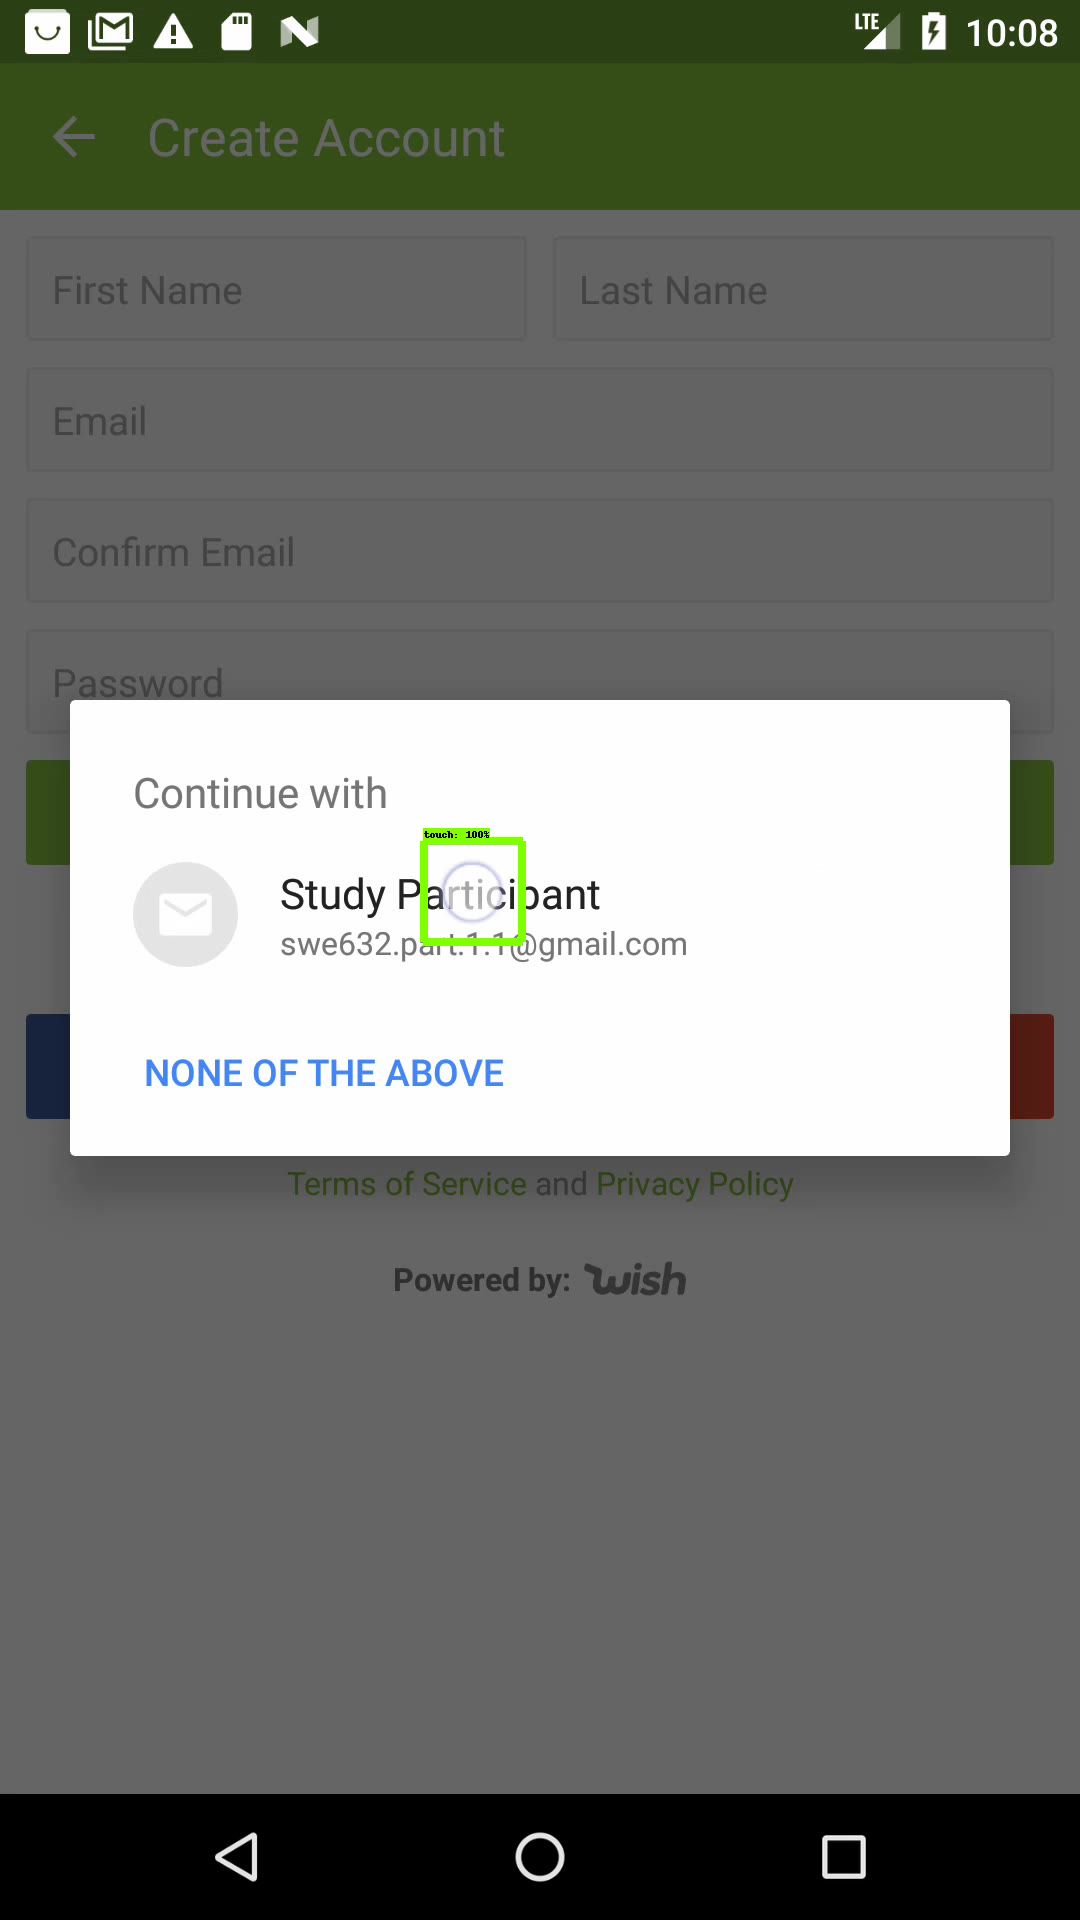 LTE 10:08
Create Account
First Name Last Name
Email
Confirm Email
Password
Continue with
touch: 100%
Study Participant
swe632.part.1.1@gmail.com
NONE OF THE ABOVE
Terms of Service and Privacy Policy
Powered by: wish